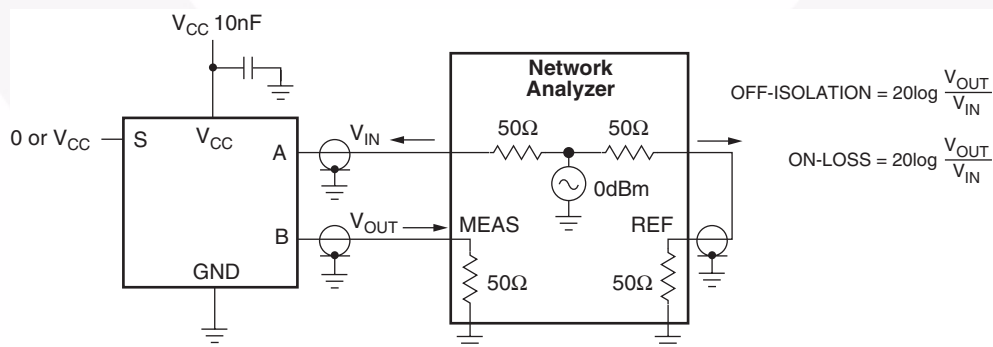 V_CC 10nF
Network
Analyzer
OFF-ISOLATION = 20log V_OUT / V_IN
0 or V_CC
S
V_CC
A
V_IN
50Ω
50Ω
ON-LOSS = 20log V_OUT / V_IN
0dBm
B
V_OUT
MEAS
REF
GND
50Ω
50Ω